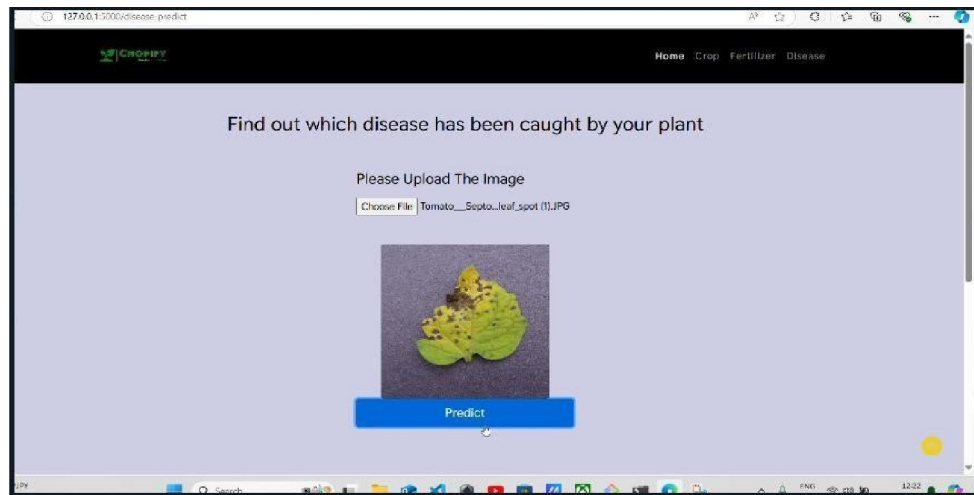 127.0.0.1:5000/disease-predict
CROPIFY
Home Crop Fertilizer Disease
Find out which disease has been caught by your plant
Please Upload The Image
Choose File Tomato___Septo...leaf_spot (1).JPG
Predict
Search
ENG
12:22